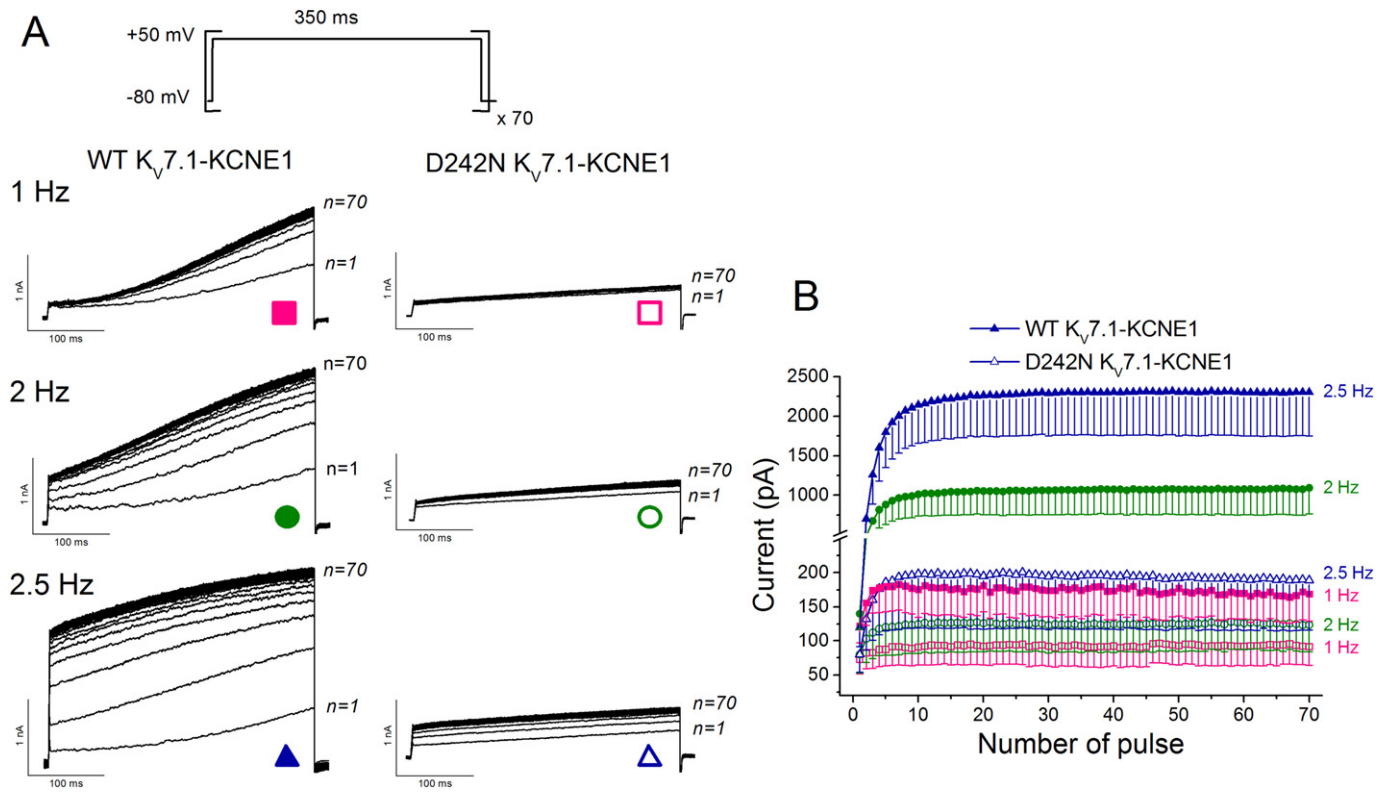 A
350 ms
+50 mV
-80 mV
x 70
WT Kv7.1-KCNE1
D242N Kv7.1-KCNE1
1 Hz
n=70
n=1
1 nA
100 ms
n=70
n=1
1 nA
100 ms
2 Hz
n=70
n=1
1 nA
100 ms
n=70
n=1
1 nA
100 ms
2.5 Hz
n=70
n=1
1 nA
100 ms
n=70
n=1
1 nA
100 ms
B
WT Kv7.1-KCNE1
D242N Kv7.1-KCNE1
Current (pA)
2500
2000
1500
1000
200
150
100
50
2.5 Hz
2 Hz
2.5 Hz
1 Hz
2 Hz
1 Hz
0 10 20 30 40 50 60 70
Number of pulse